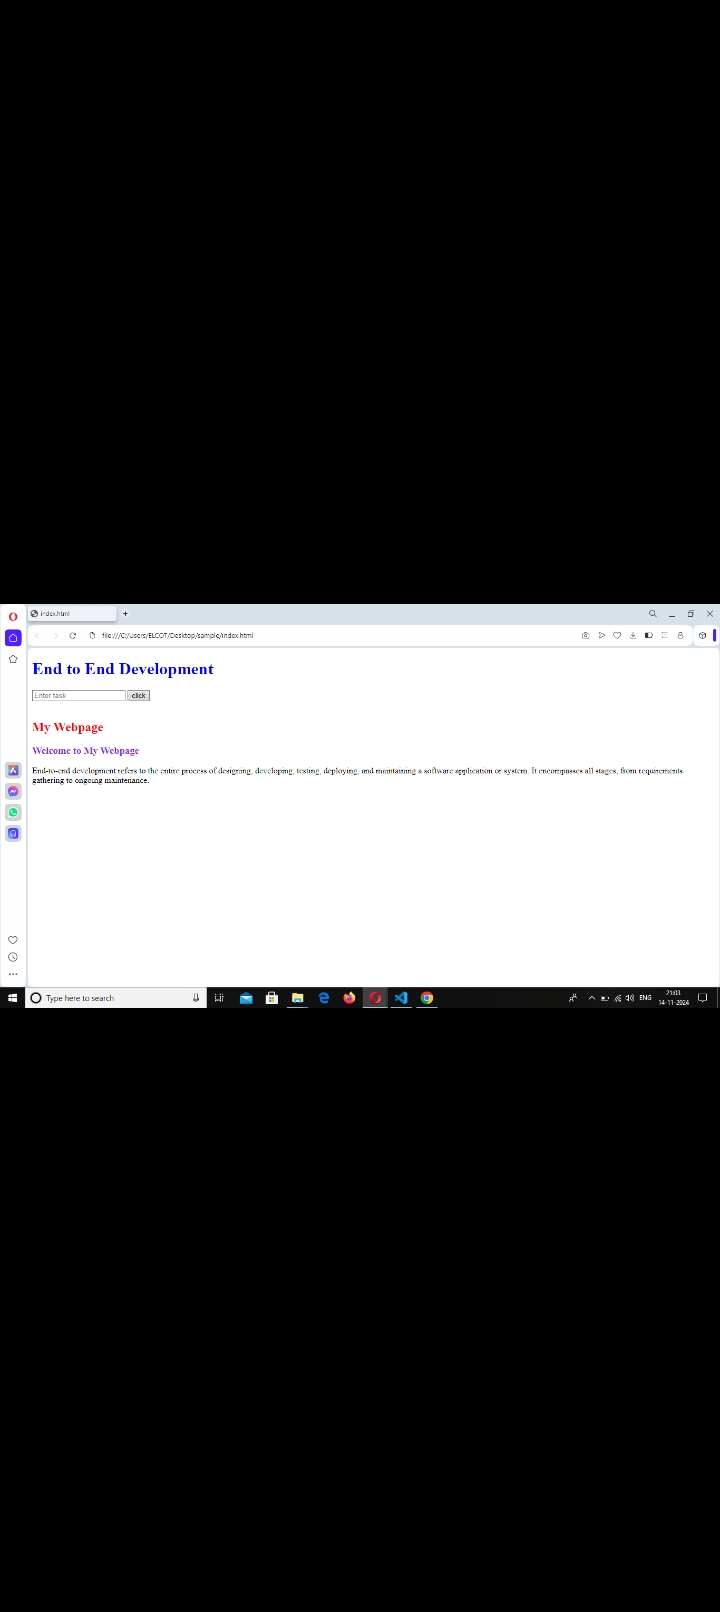 index.html
file:///C:/Users/ELCOT/Desktop/sample/index.html
End to End Development
Enter task click
My Webpage
Welcome to My Webpage
End-to-end development refers to the entire process of designing, developing, testing, deploying, and maintaining a software application or system. It encompasses all stages, from requirements
gathering to ongoing maintenance.
Type here to search
ENG
21:03
14-11-2024